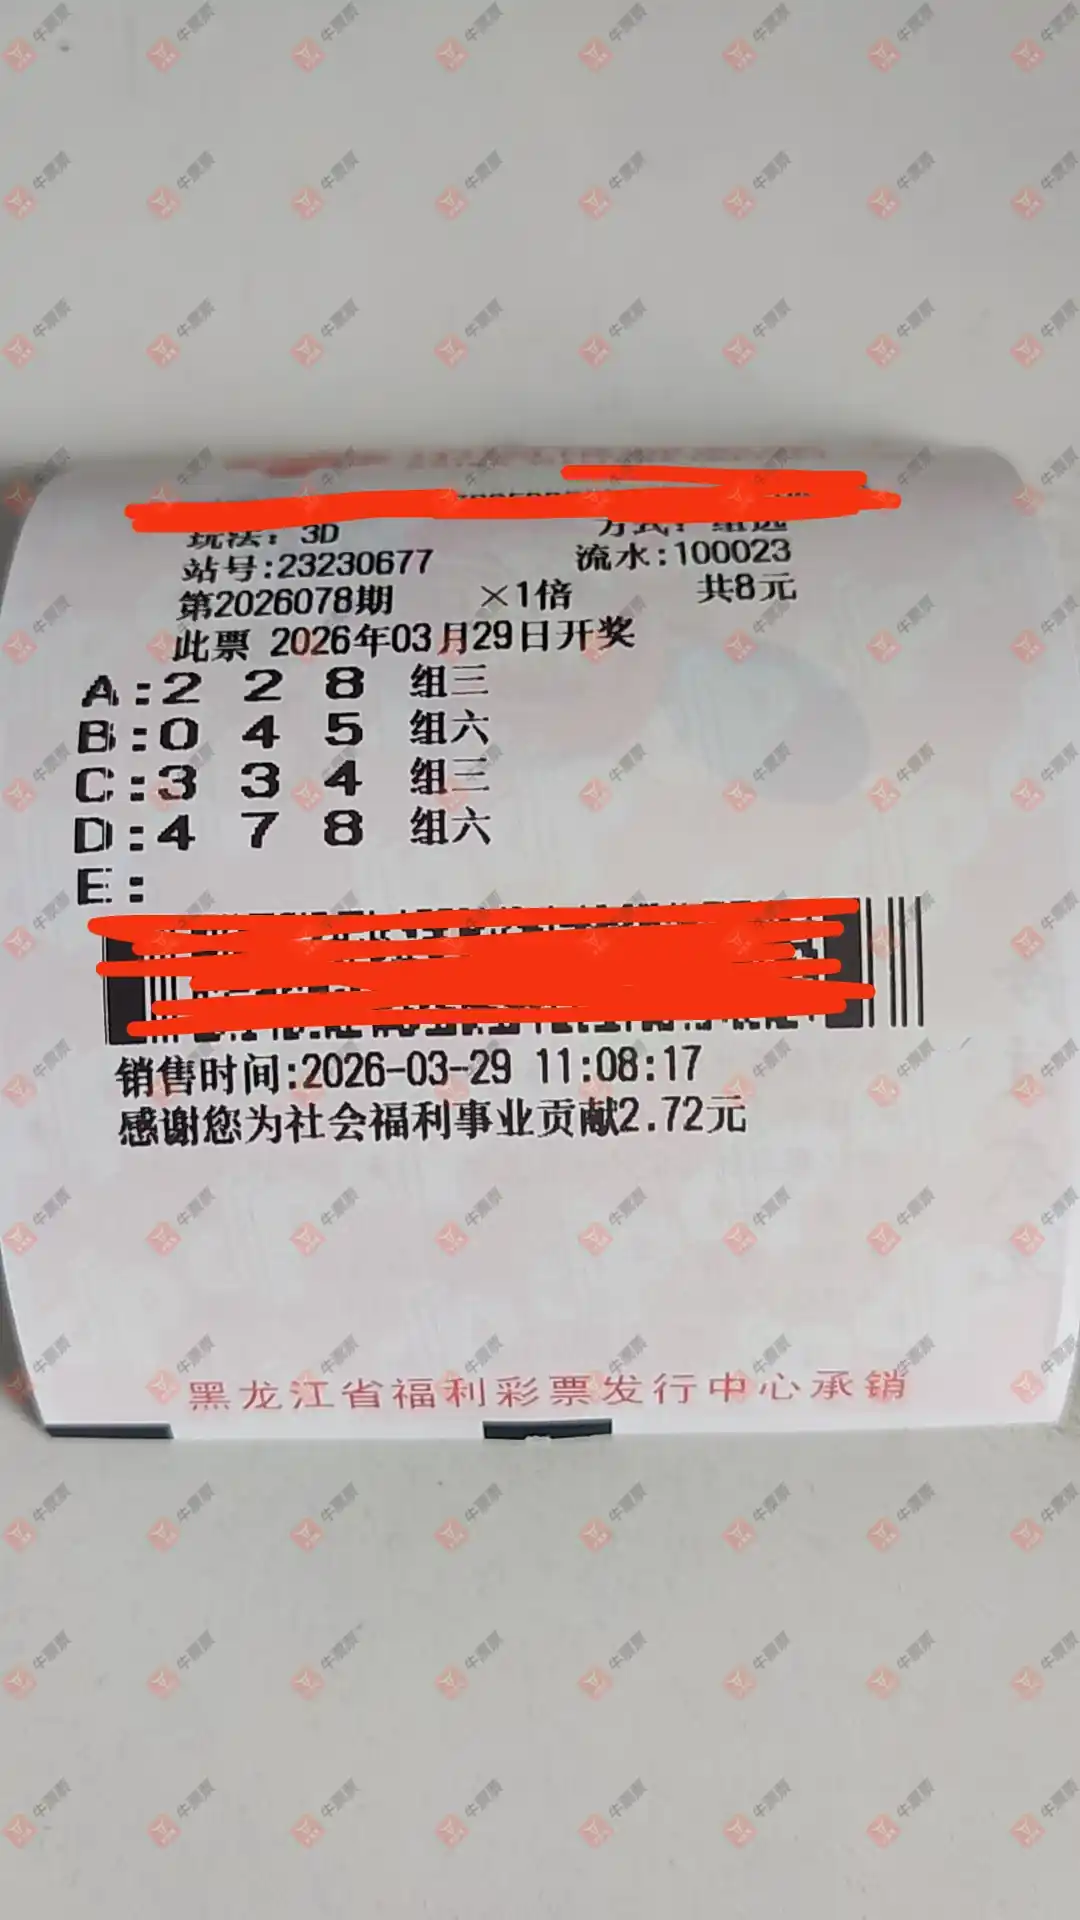 玩法: 3D 方式: 组选
站号:23230677 流水:100023
第2026078期 ×1倍 共8元
此票 2026年03月29日开奖
A:2 2 8 组三
B:0 4 5 组六
C:3 3 4 组三
D:4 7 8 组六
E:
销售时间:2026-03-29 11:08:17
感谢您为社会福利事业贡献2.72元
黑龙江省福利彩票发行中心承销
牛票票